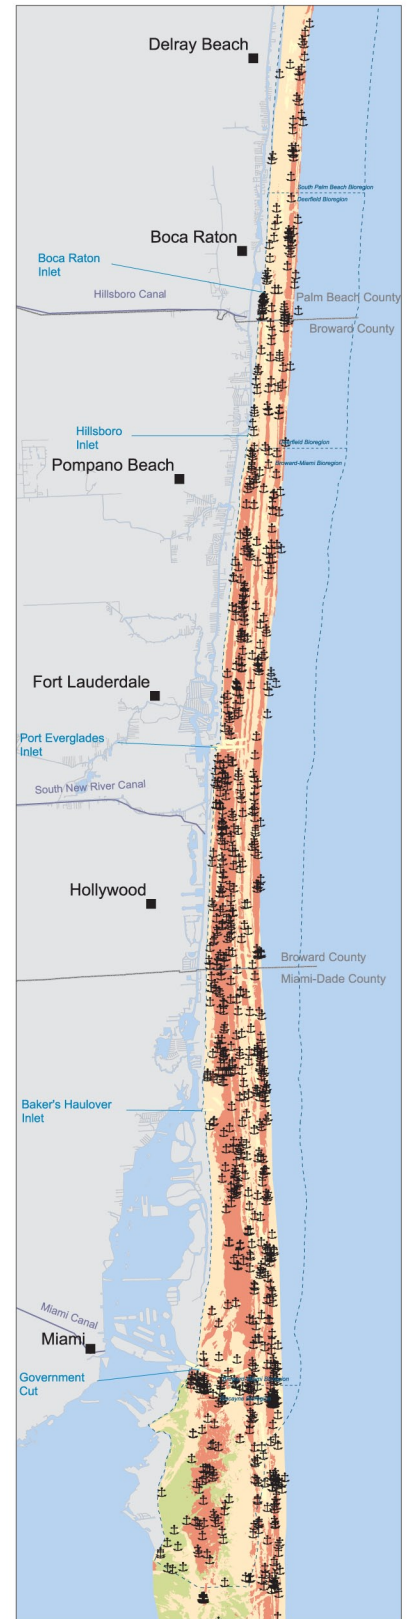 Delray Beach
South Palm Beach Bioregion
Deerfield Bioregion
Boca Raton
Boca Raton
Inlet
Hillsboro Canal
Palm Beach County
Broward County
Hillsboro
Inlet
Deerfield Bioregion
Pompano Beach
Broward-Miami Bioregion
Fort Lauderdale
Port Everglades
Inlet
South New River Canal
Hollywood
Broward County
Miami-Dade County
Baker's Haulover
Inlet
Miami Canal
Miami
Government
Cut
Bioregion